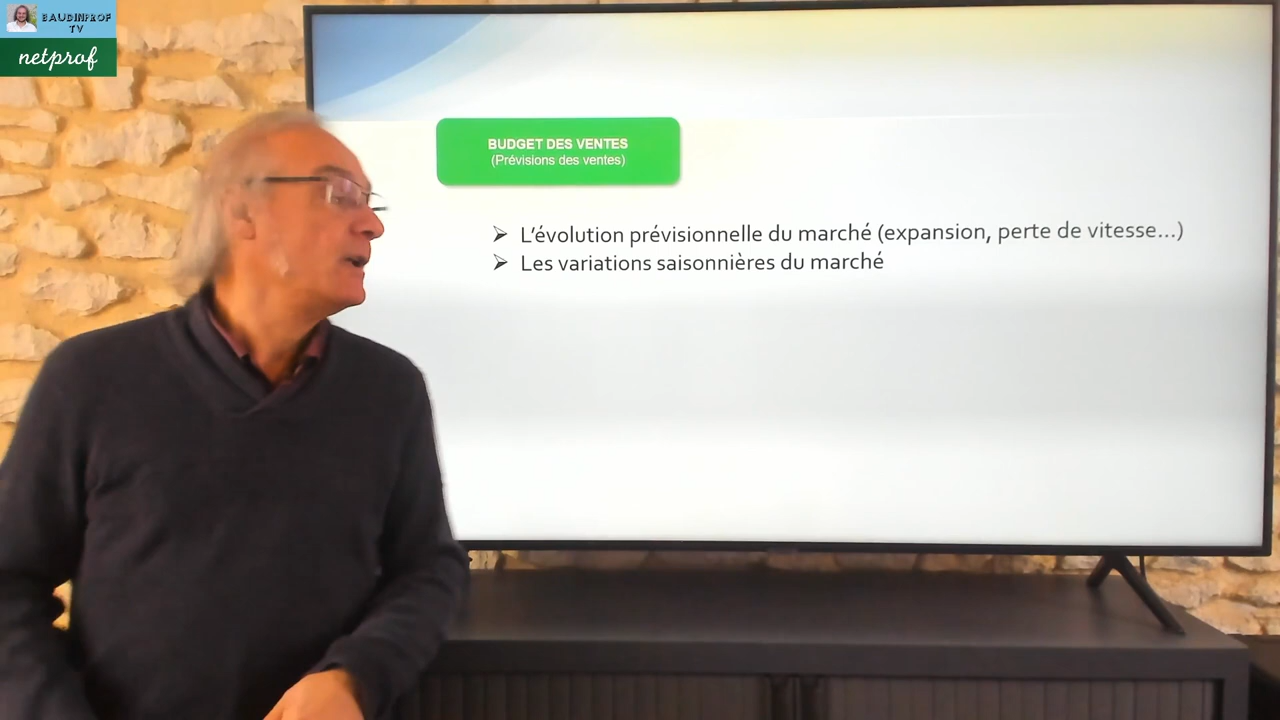 BAUDINPROF
TV
netprof
BUDGET DES VENTES
(Prévisions des ventes)
➢ L’évolution prévisionnelle du marché (expansion, perte de vitesse...)
➢ Les variations saisonnières du marché